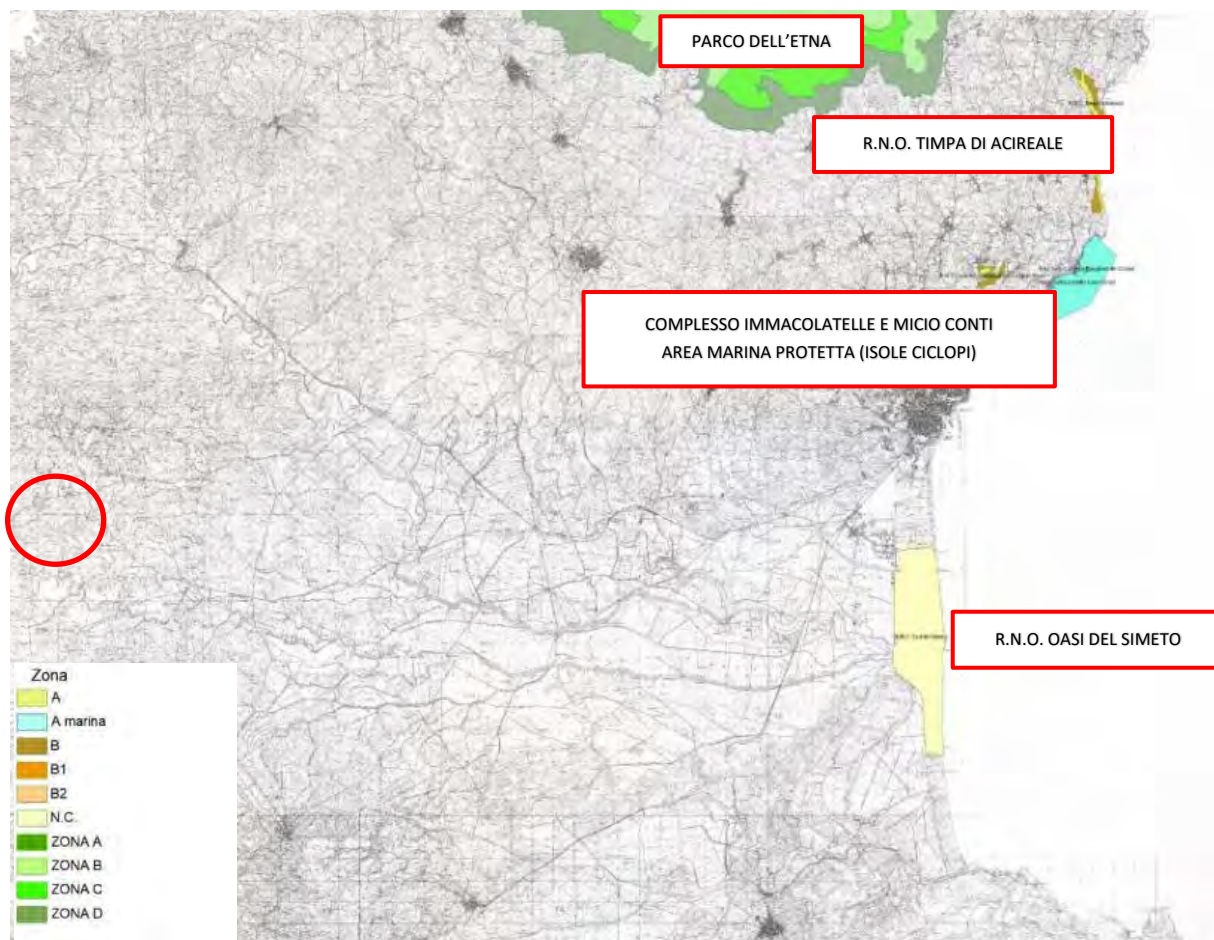 PARCO DELL'ETNA
R.N.O. TIMPA DI ACIREALE
COMPLESSO IMMACOLATELLE E MICIO CONTI
AREA MARINA PROTETTA (ISOLE CICLOPI)
R.N.O. OASI DEL SIMETO
Zona
A
A marina
B
B1
B2
N.C.
ZONA A
ZONA B
ZONA C
ZONA D